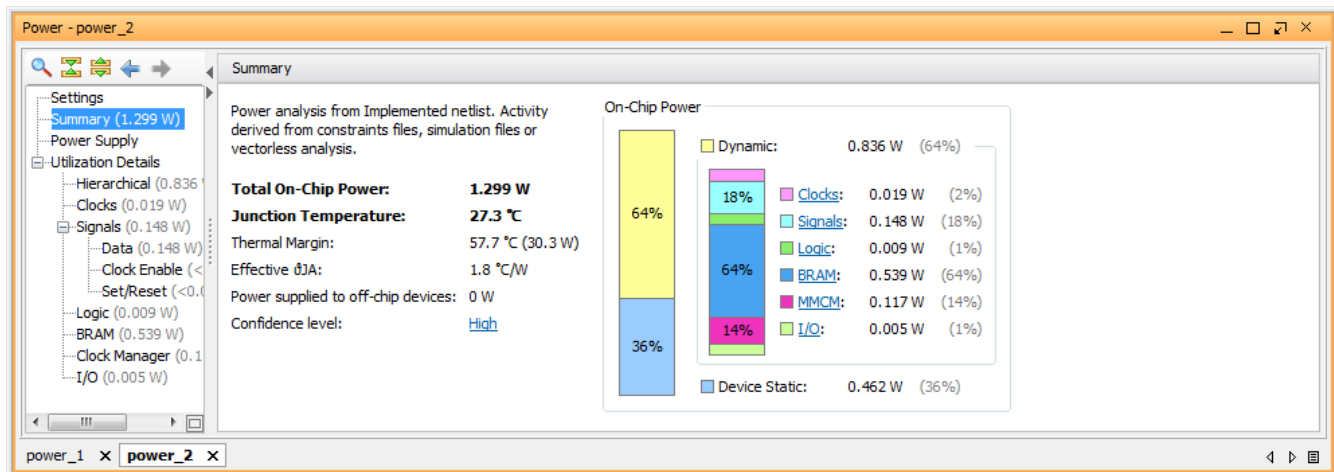 Power - power_2
Summary
Settings
Summary (1.299 W)
Power Supply
Utilization Details
Hierarchical (0.836
Clocks (0.019 W)
Signals (0.148 W)
Data (0.148 W)
Clock Enable (<
Set/Reset (<0.0
Logic (0.009 W)
BRAM (0.539 W)
Clock Manager (0.1
I/O (0.005 W)
Power analysis from Implemented netlist. Activity
derived from constraints files, simulation files or
vectorless analysis.
Total On-Chip Power: 1.299 W
Junction Temperature: 27.3 °C
Thermal Margin: 57.7 °C (30.3 W)
Effective ϑJA: 1.8 °C/W
Power supplied to off-chip devices: 0 W
Confidence level: High
On-Chip Power
64%
36%
Dynamic: 0.836 W (64%)
18%
64%
14%
Clocks: 0.019 W (2%)
Signals: 0.148 W (18%)
Logic: 0.009 W (1%)
BRAM: 0.539 W (64%)
MMCM: 0.117 W (14%)
I/O: 0.005 W (1%)
Device Static: 0.462 W (36%)
power_1 power_2